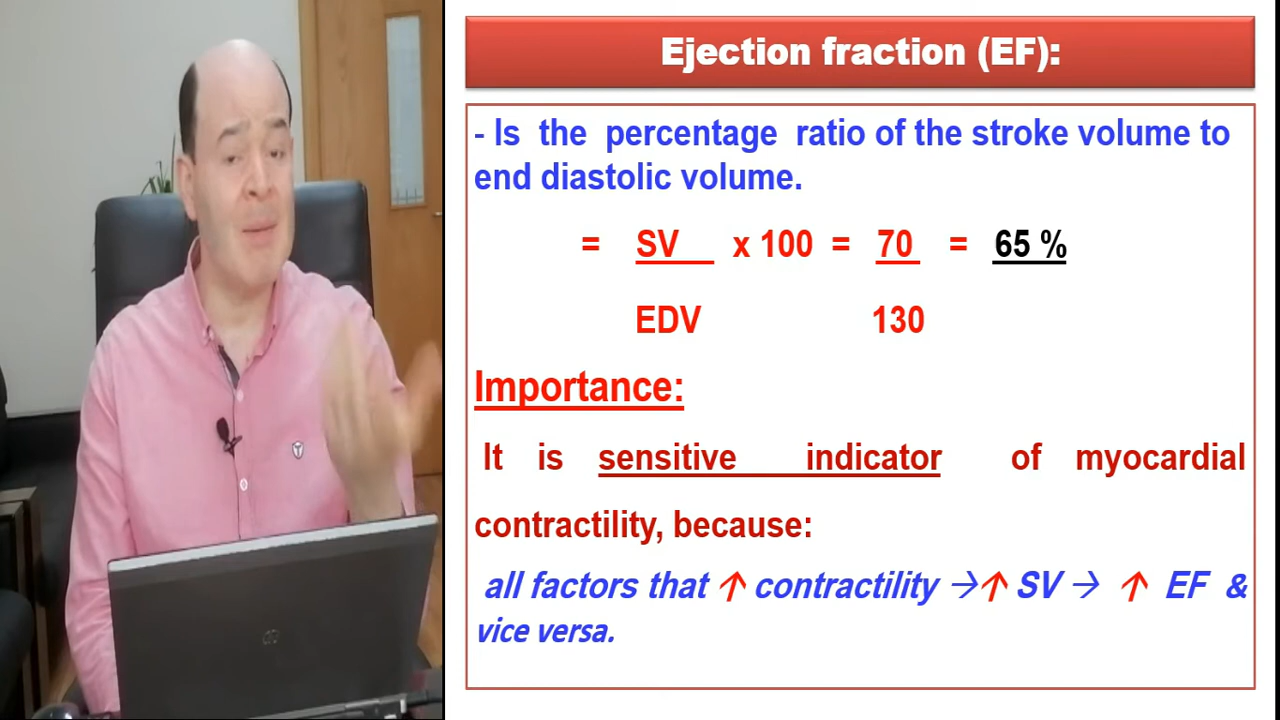 Ejection fraction (EF):
- Is the percentage ratio of the stroke volume to
end diastolic volume.
= SV x 100 = 70 = 65 %
EDV 130
Importance:
It is sensitive indicator of myocardial
contractility, because:
all factors that ↑ contractility →↑ SV → ↑ EF &
vice versa.